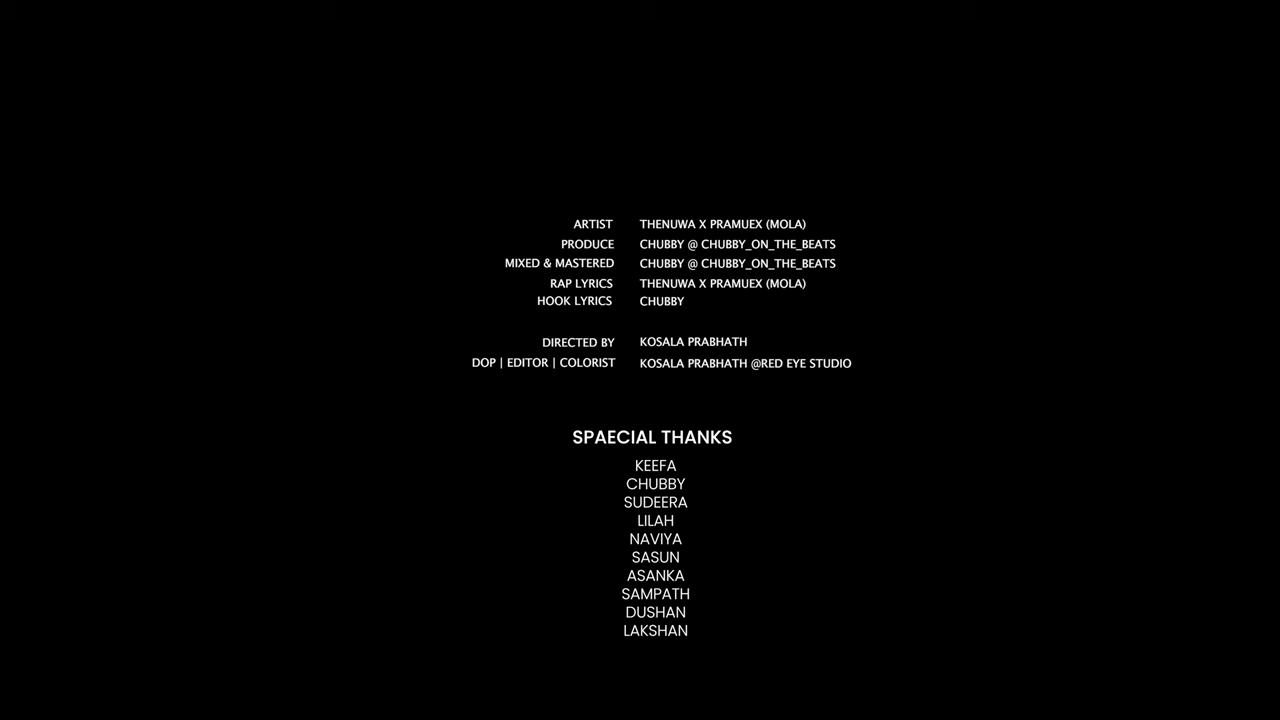 ARTIST THENUWA X PRAMUEX (MOLA)
PRODUCE CHUBBY @ CHUBBY_ON_THE_BEATS
MIXED & MASTERED CHUBBY @ CHUBBY_ON_THE_BEATS
RAP LYRICS THENUWA X PRAMUEX (MOLA)
HOOK LYRICS CHUBBY
DIRECTED BY KOSALA PRABHATH
DOP | EDITOR | COLORIST KOSALA PRABHATH @RED EYE STUDIO
SPAECIAL THANKS
KEEFA
CHUBBY
SUDEERA
LILAH
NAVIYA
SASUN
ASANKA
SAMPATH
DUSHAN
LAKSHAN